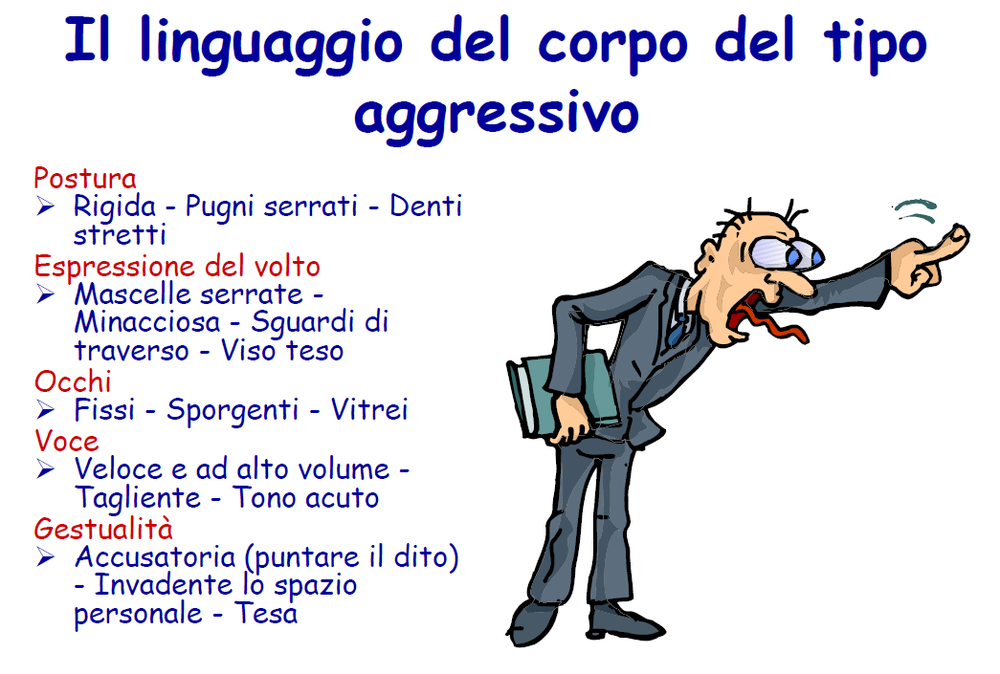 Il linguaggio del corpo del tipo
aggressivo
Postura
➢ Rigida - Pugni serrati - Denti
stretti
Espressione del volto
➢ Mascelle serrate -
Minacciosa - Sguardi di
traverso - Viso teso
Occhi
➢ Fissi - Sporgenti - Vitrei
Voce
➢ Veloce e ad alto volume -
Tagliente - Tono acuto
Gestualità
➢ Accusatoria (puntare il dito)
- Invadente lo spazio
personale - Tesa